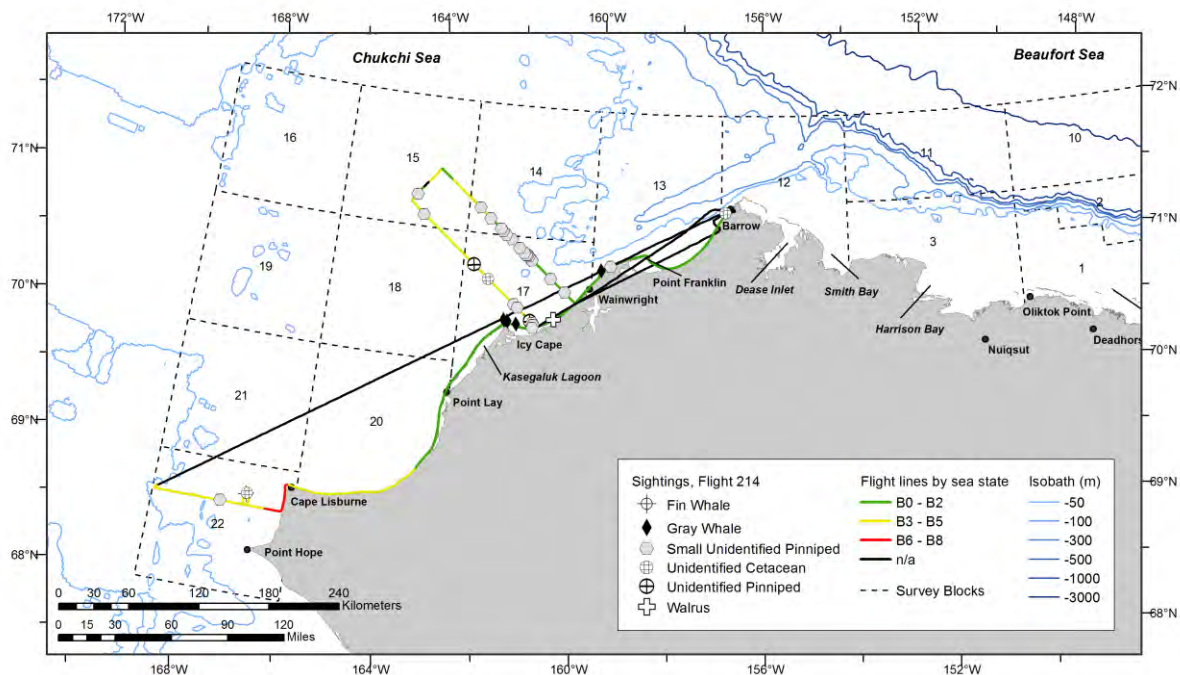 172°W 168°W 164°W 160°W 156°W 152°W 148°W
Chukchi Sea Beaufort Sea
72°N
16
71°N
15 14 13 12 11 10
71°N
2
Barrow
3
19
70°N
18 17
Point Franklin
Wainwright
Dease Inlet
Smith Bay
1
Oliktok Point
Harrison Bay
Icy Cape
Deadhors
Nuiqsut
70°N
Kasegaluk Lagoon
21
69°N
20
Point Lay
69°N
Cape Lisburne
22
68°N
Point Hope
68°N
0 30 60 120 180 240
Kilometers
0 15 30 60 90 120
Miles
Sightings, Flight 214
Fin Whale
Gray Whale
Small Unidentified Pinniped
Unidentified Cetacean
Unidentified Pinniped
Walrus
Flight lines by sea state
B0 - B2
B3 - B5
B6 - B8
n/a
Survey Blocks
Isobath (m)
-50
-100
-300
-500
-1000
-3000
168°W 164°W 160°W 156°W 152°W